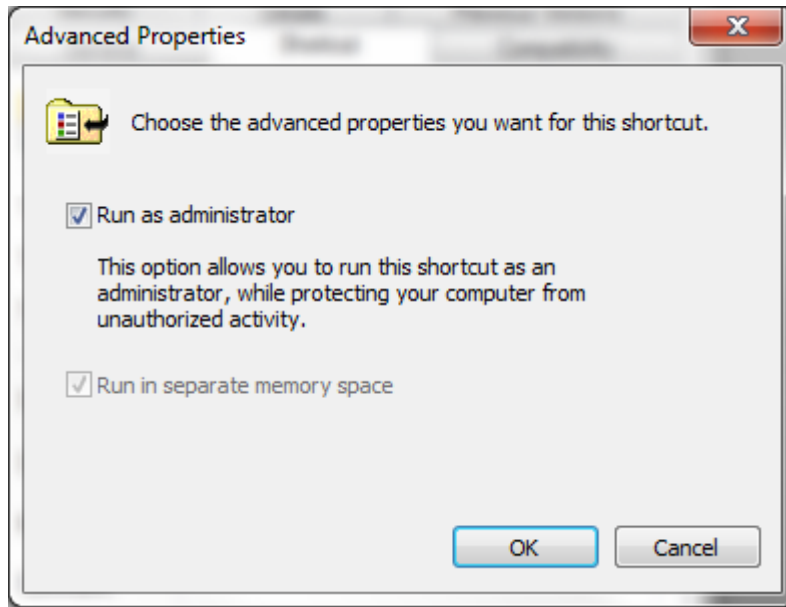 Advanced Properties
Choose the advanced properties you want for this shortcut.
Run as administrator
This option allows you to run this shortcut as an
administrator, while protecting your computer from
unauthorized activity.
Run in separate memory space
OK
Cancel